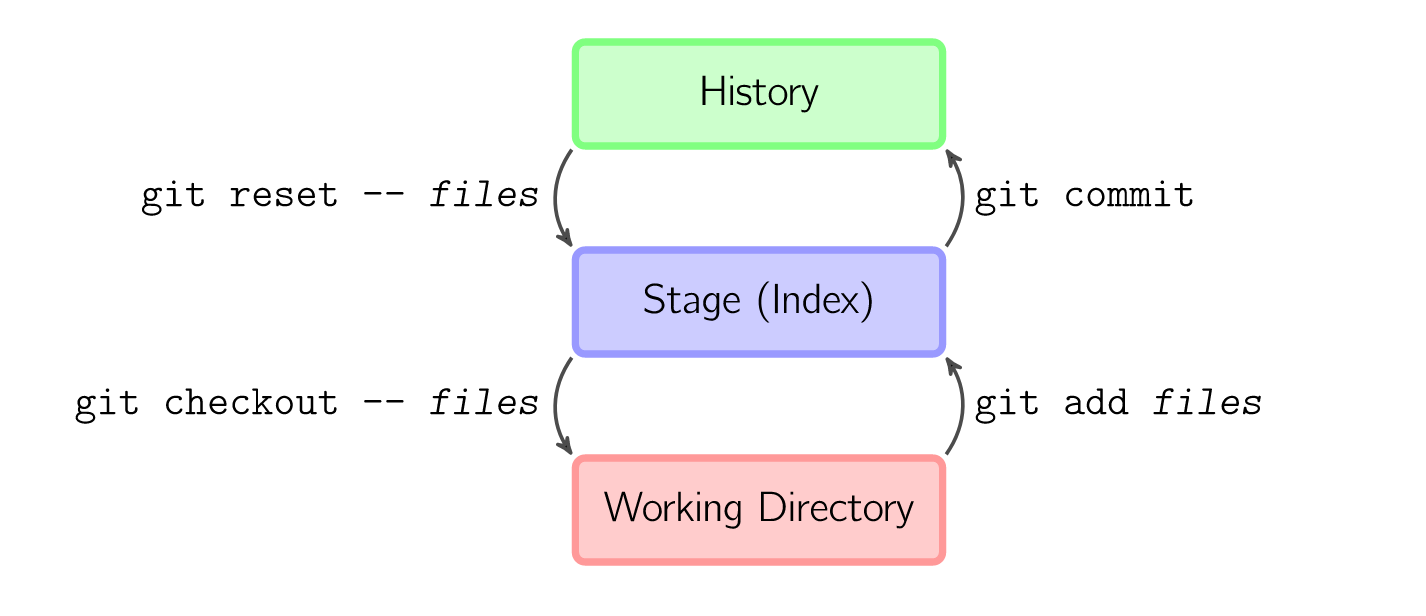 History
git reset -- files
git commit
Stage (Index)
git checkout -- files
git add files
Working Directory